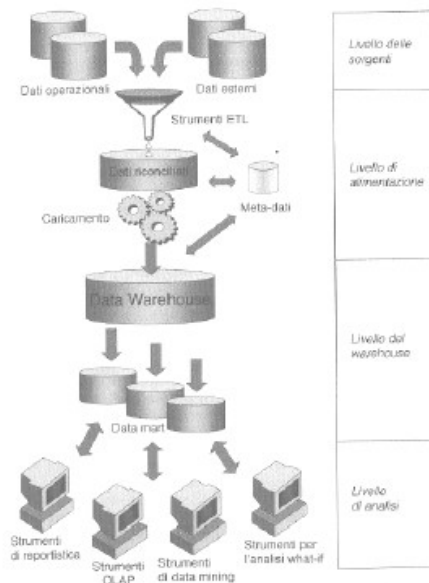 Livello delle
sorgenti
Dati operazionali
Dati esterni
Strumenti ETL
Dati riconciliati
Livello di
alimentazione
Meta-dati
Caricamento
Data Warehouse
Livello del
warehouse
Data mart
Livello
di analisi
Strumenti
di reportistica
Strumenti
OLAP
Strumenti
di data mining
Strumenti per
l'analisi what-if